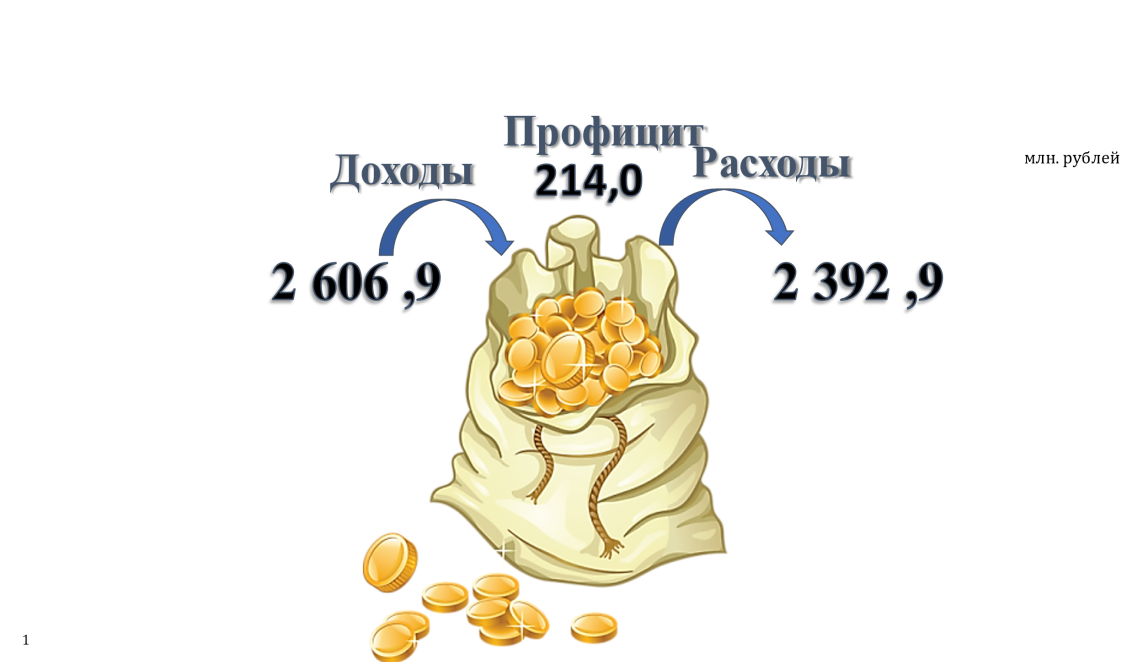 Профицит
214,0
Доходы
Расходы
млн. рублей
2 606 ,9
2 392 ,9
1